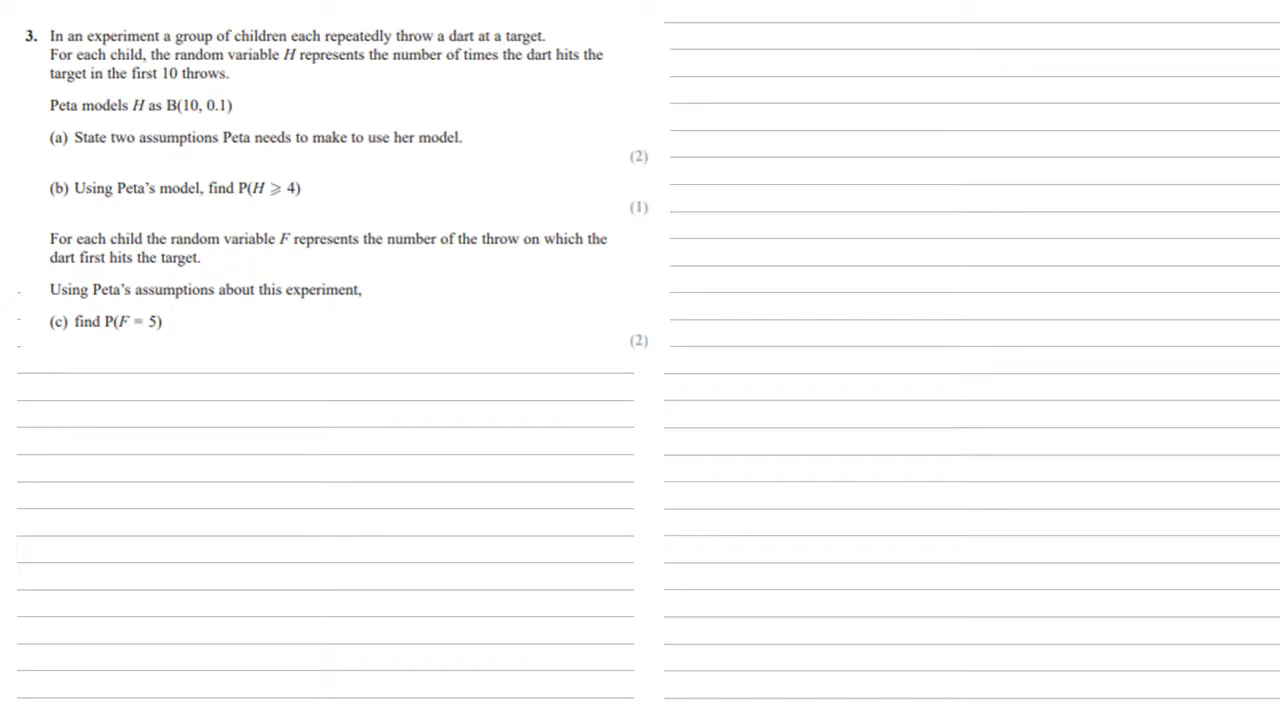 3. In an experiment a group of children each repeatedly throw a dart at a target.
For each child, the random variable H represents the number of times the dart hits the
target in the first 10 throws.
Peta models H as B(10, 0.1)
(a) State two assumptions Peta needs to make to use her model.
(2)
(b) Using Peta's model, find P(H ⩾ 4)
(1)
For each child the random variable F represents the number of the throw on which the
dart first hits the target.
Using Peta's assumptions about this experiment,
(c) find P(F = 5)
(2)